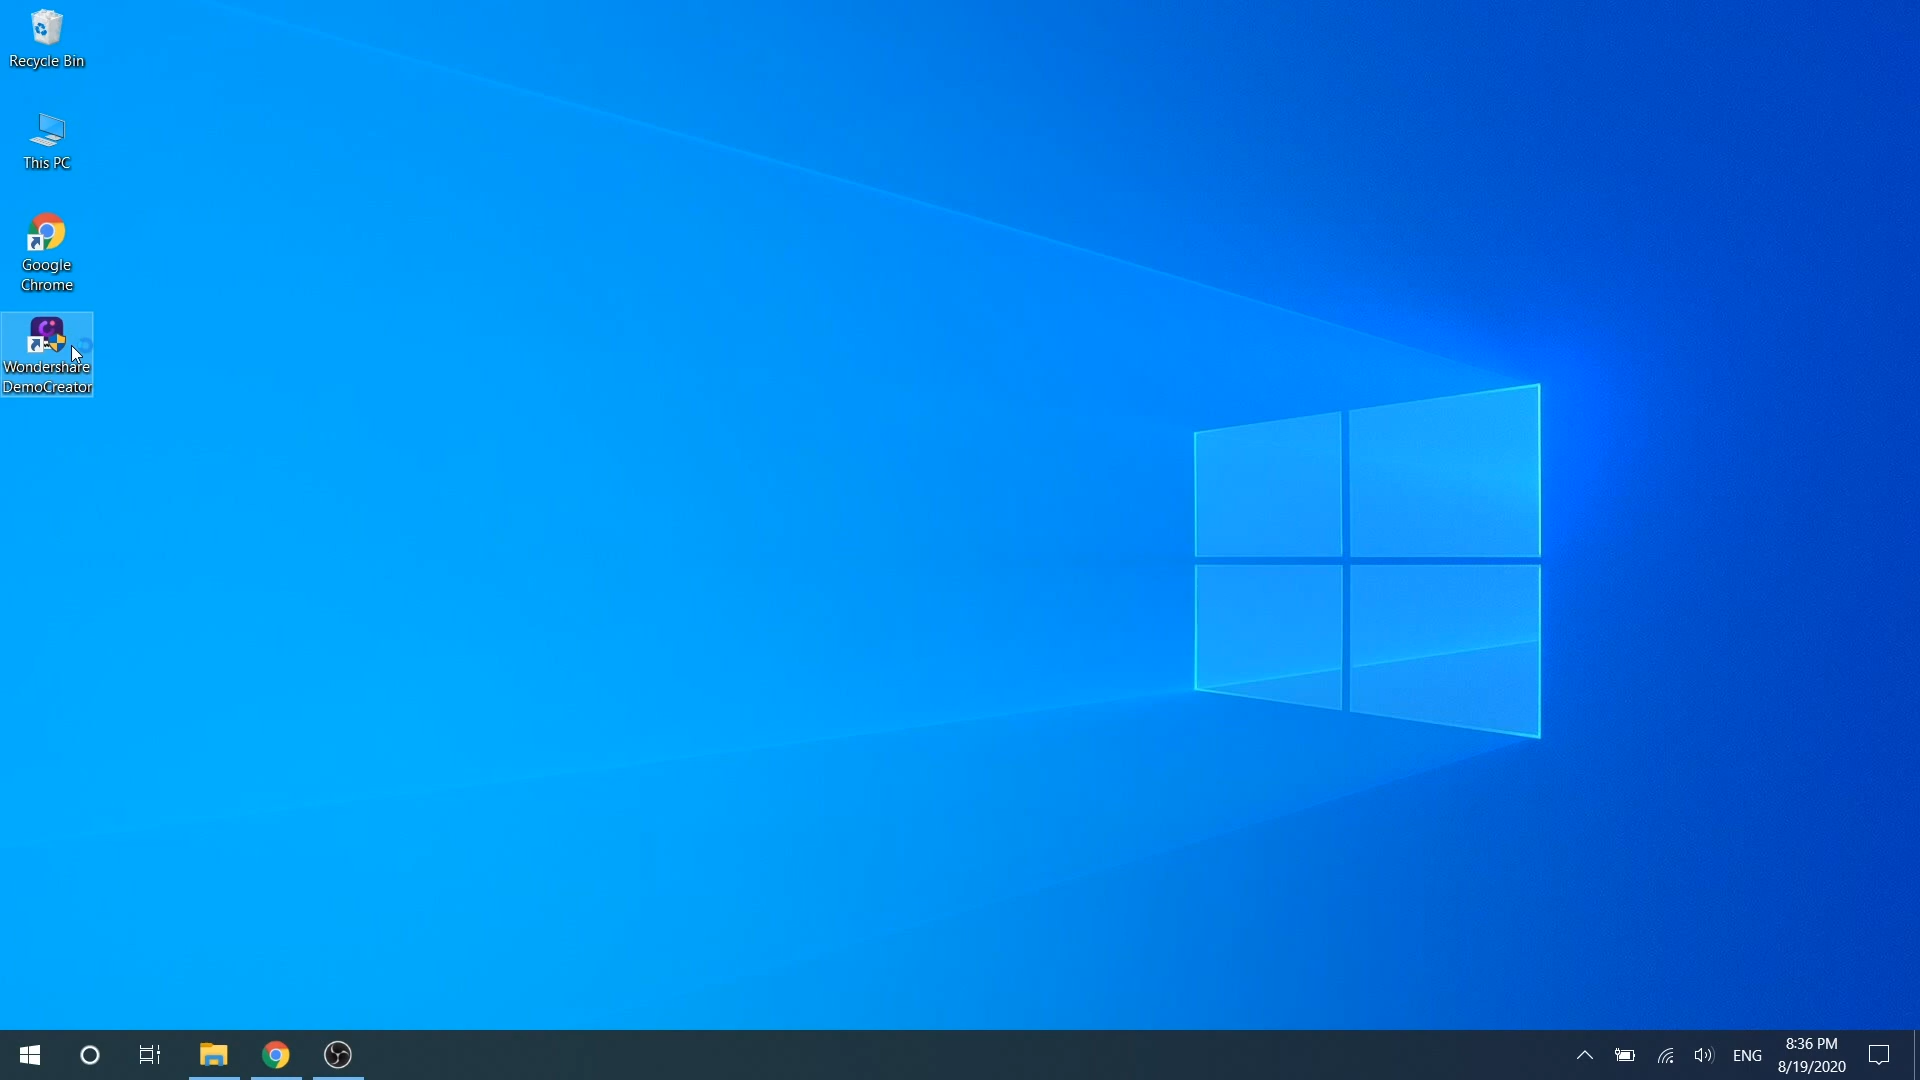 Recycle Bin
This PC
Google
Chrome
Wondershare
DemoCreator
ENG
8:36 PM
8/19/2020